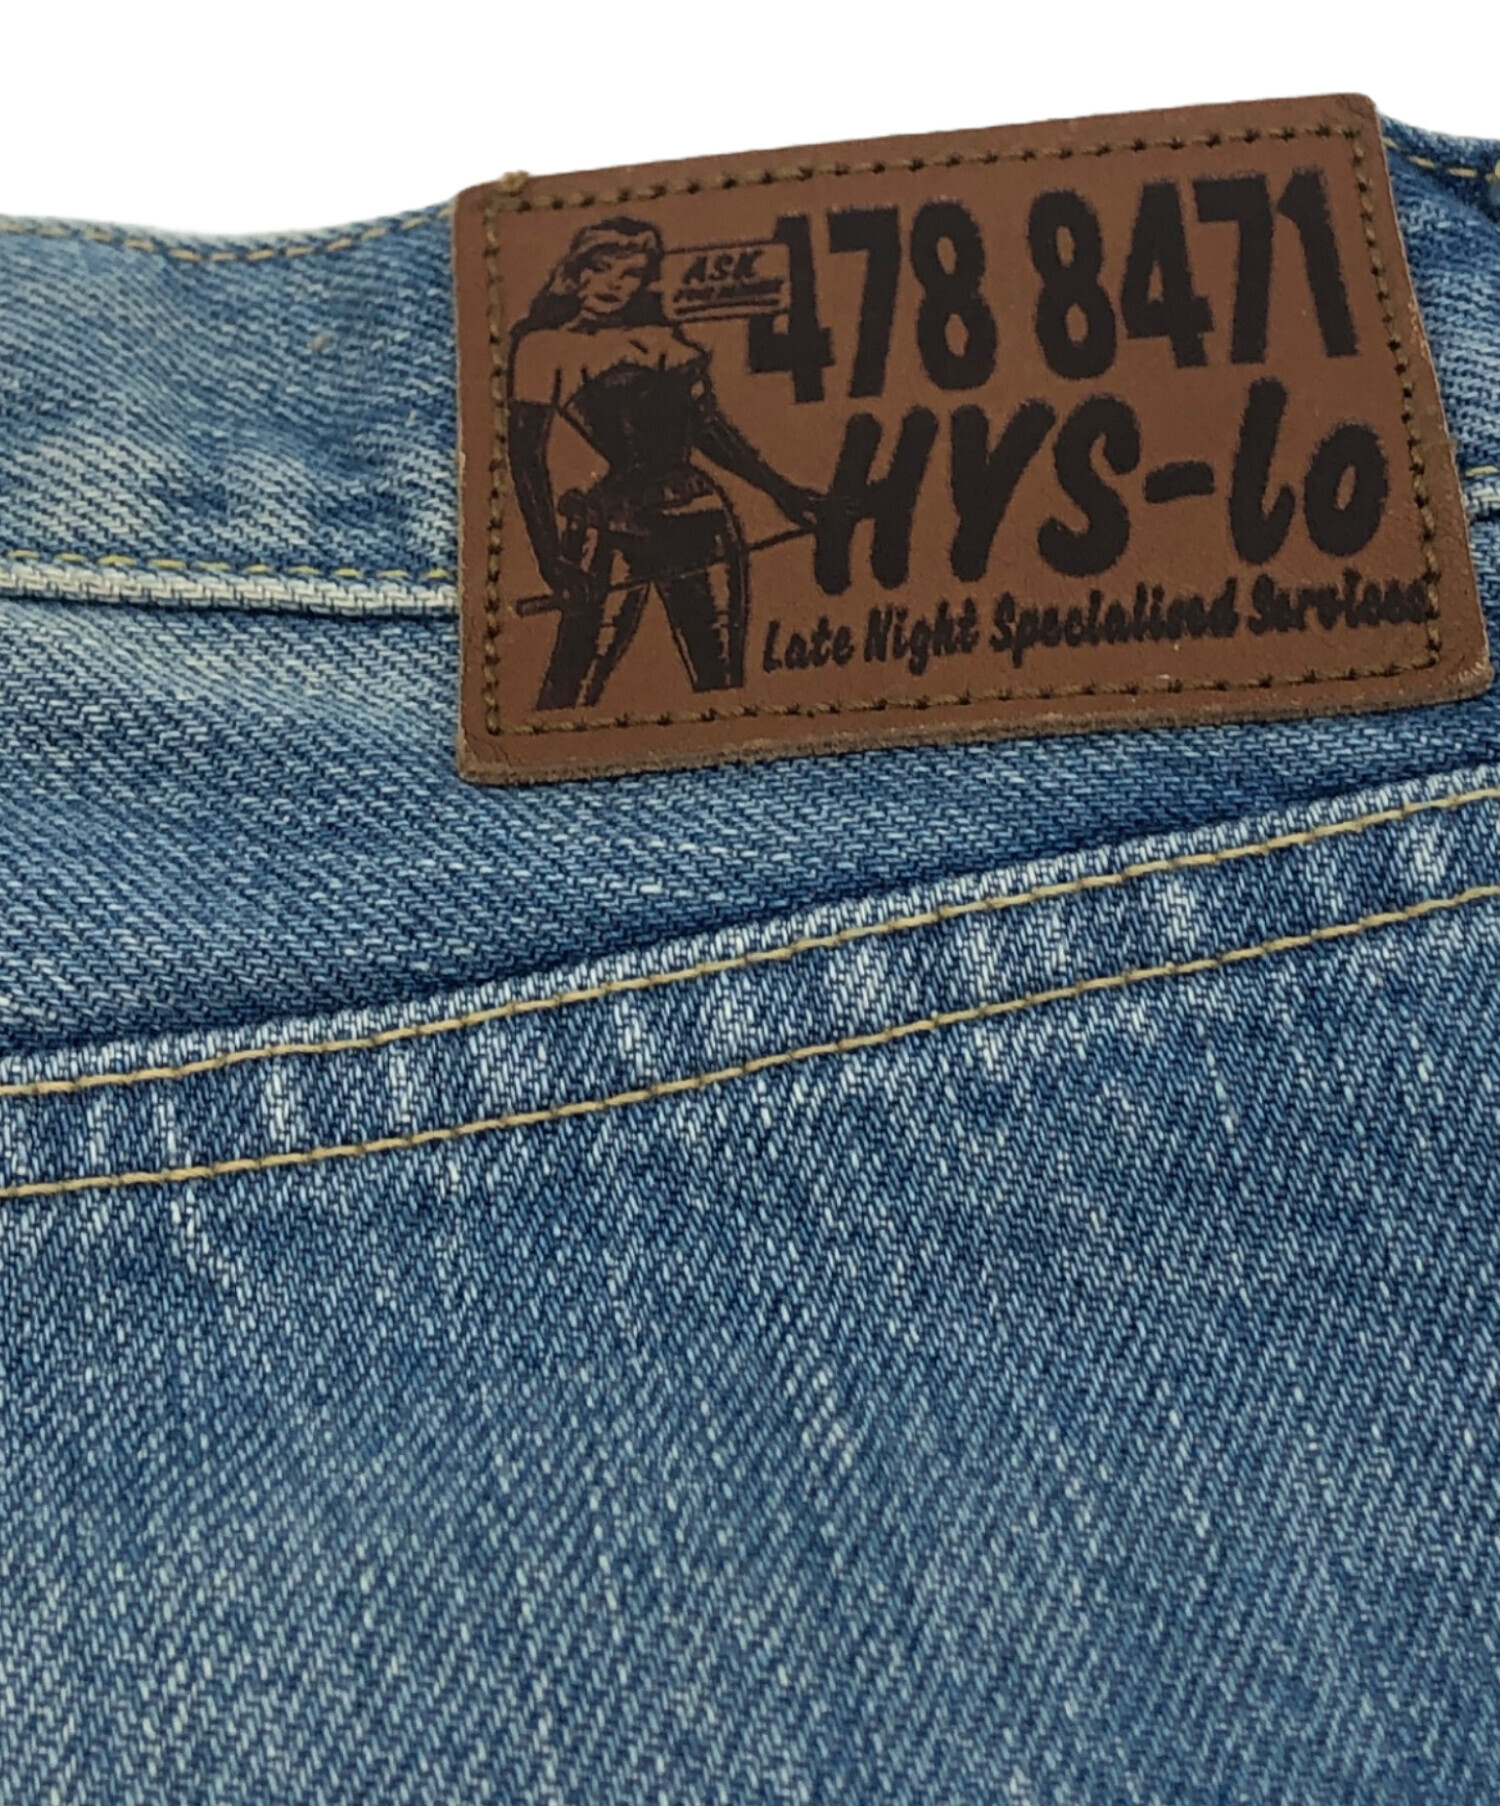 ASK
478 8471
HYS-lo
Late Night Specialised Services